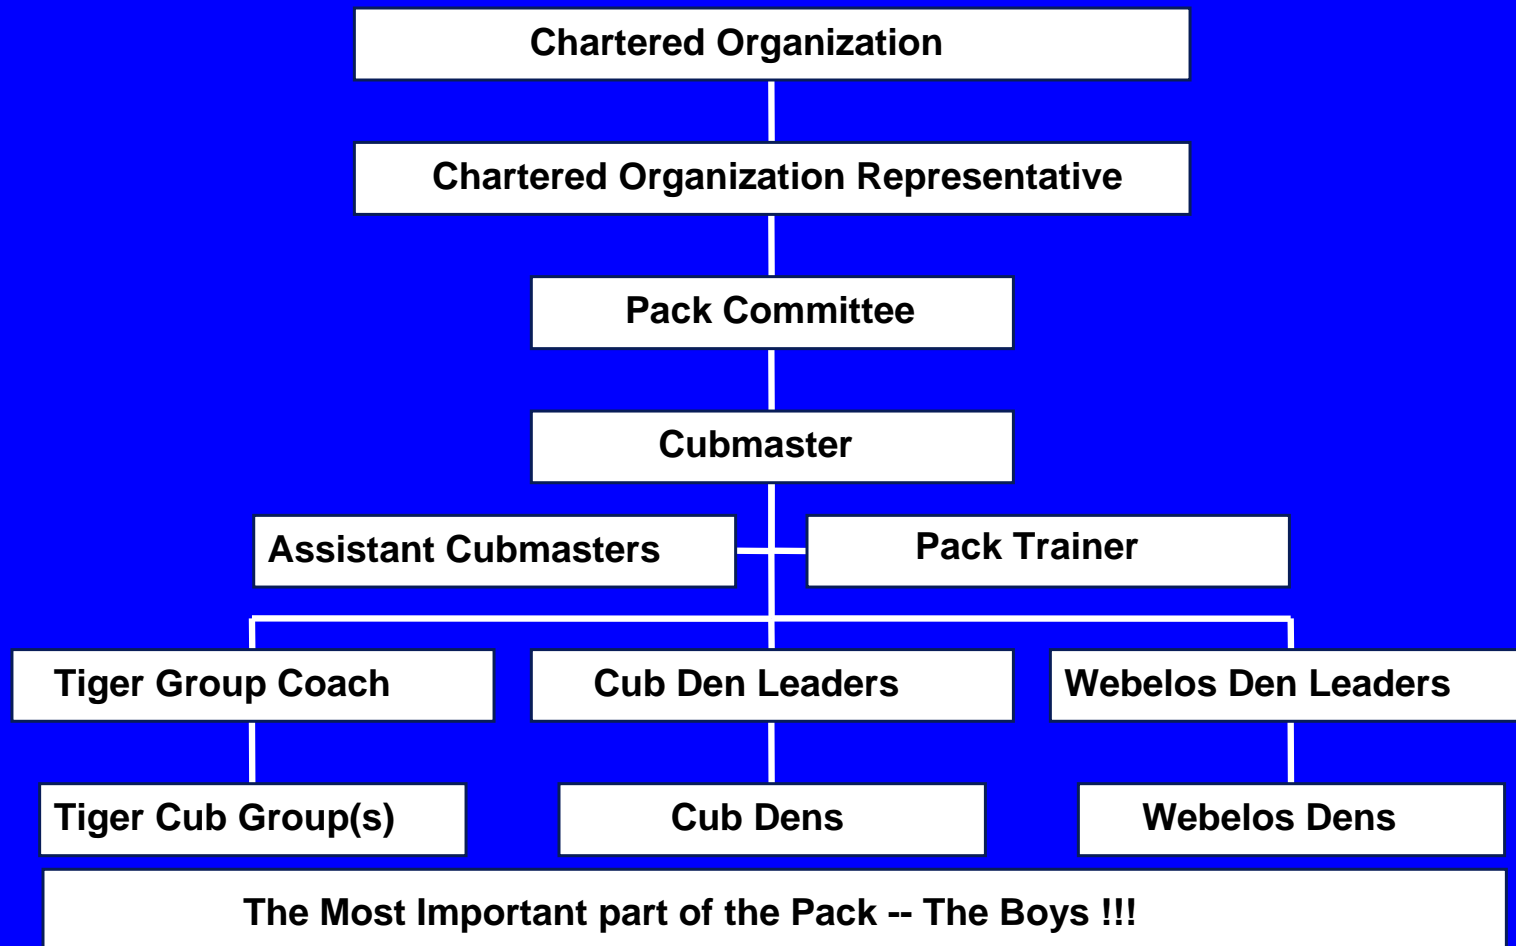 Chartered Organization
Chartered Organization Representative
Pack Committee
Cubmaster
Assistant Cubmasters
Pack Trainer
Tiger Group Coach
Cub Den Leaders
Webelos Den Leaders
Tiger Cub Group(s)
Cub Dens
Webelos Dens
The Most Important part of the Pack -- The Boys !!!